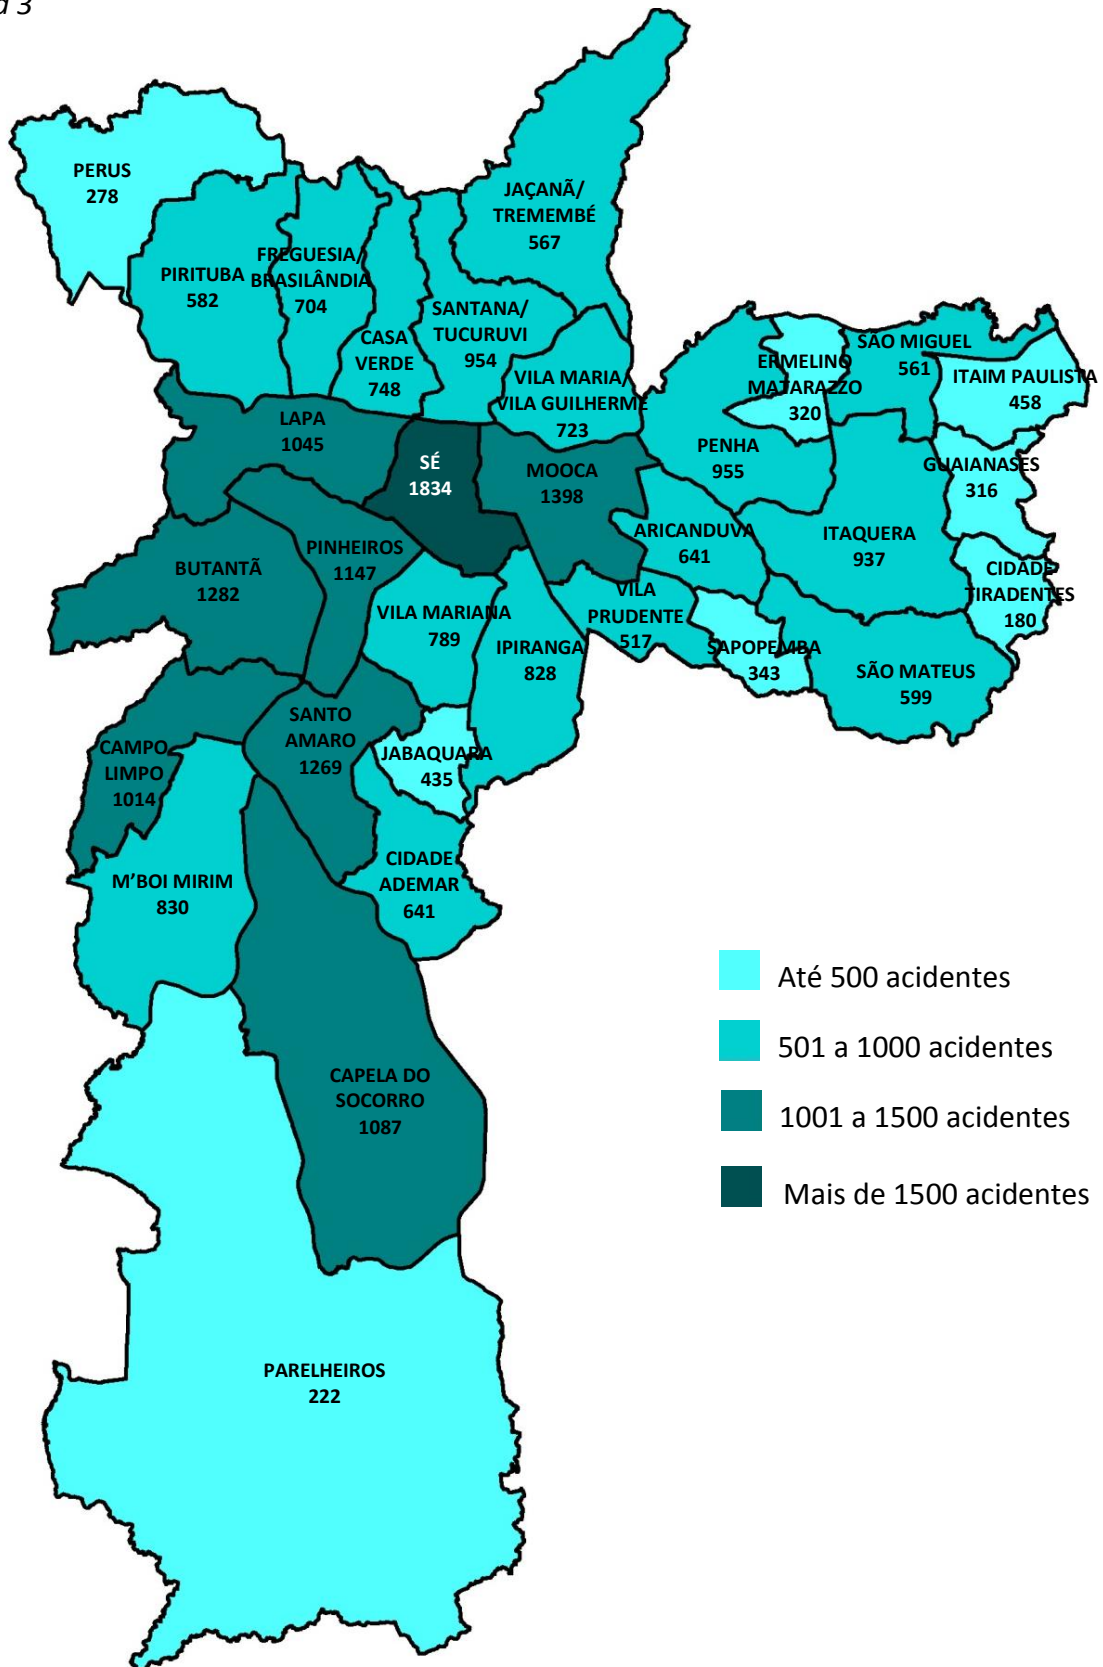 a 3
PERUS
278
JAÇANÃ/
TREMEMBÉ
567
PIRITUBA
582
FREGUESIA/
BRASILÂNDIA
704
CASA
VERDE
748
SANTANA/
TUCURUVI
954
VILA MARIA/
VILA GUILHERME
723
ERMELINO
MATARAZZO
320
SÃO MIGUEL
561
ITAIM PAULISTA
458
LAPA
1045
SÉ
1834
MOOCA
1398
PENHA
955
GUAIANASES
316
ARICANDUVA
641
ITAQUERA
937
BUTANTÃ
1282
PINHEIROS
1147
CIDADE
TIRADENTES
180
VILA MARIANA
789
IPIRANGA
828
VILA
PRUDENTE
517
SAPOPEMBA
343
SÃO MATEUS
599
SANTO
AMARO
1269
CAMPO
LIMPO
1014
JABAQUARA
435
M’BOI MIRIM
830
CIDADE
ADEMAR
641
CAPELA DO
SOCORRO
1087
PARELHEIROS
222
Até 500 acidentes
501 a 1000 acidentes
1001 a 1500 acidentes
Mais de 1500 acidentes